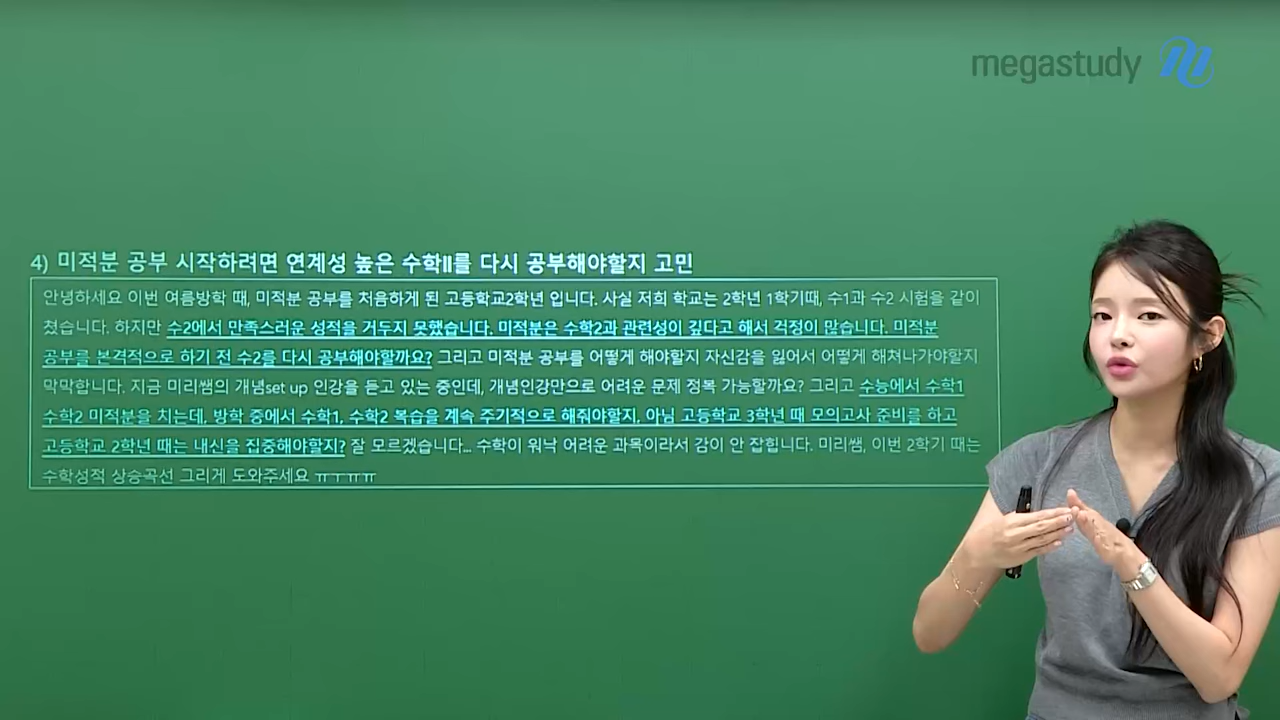 megastudy
4) 미적분 공부 시작하려면 연계성 높은 수학II를 다시 공부해야할지 고민
안녕하세요 이번 여름방학 때, 미적분 공부를 처음하게 된 고등학교2학년 입니다. 사실 저희 학교는 2학년 1학기때, 수1과 수2 시험을 같이
쳤습니다. 하지만 수2에서 만족스러운 성적을 거두지 못했습니다. 미적분은 수학2과 관련성이 깊다고 해서 걱정이 많습니다. 미적분
공부를 본격적으로 하기 전 수2를 다시 공부해야할까요? 그리고 미적분 공부를 어떻게 해야할지 자신감을 잃어서 어떻게 해쳐나가야할지
막막합니다. 지금 미리쌤의 개념set up 인강을 듣고 있는 중인데, 개념인강만으로 어려운 문제 정복 가능할까요? 그리고 수능에서 수학1
수학2 미적분을 치는데, 방학 중에서 수학1, 수학2 복습을 계속 주기적으로 해줘야할지, 아님 고등학교 3학년 때 모의고사 준비를 하고
고등학교 2학년 때는 내신을 집중해야할지? 잘 모르겠습니다... 수학이 워낙 어려운 과목이라서 감이 안 잡힙니다. 미리쌤, 이번 2학기 때는
수학성적 상승곡선 그리게 도와주세요 ㅠㅜㅠㅠ